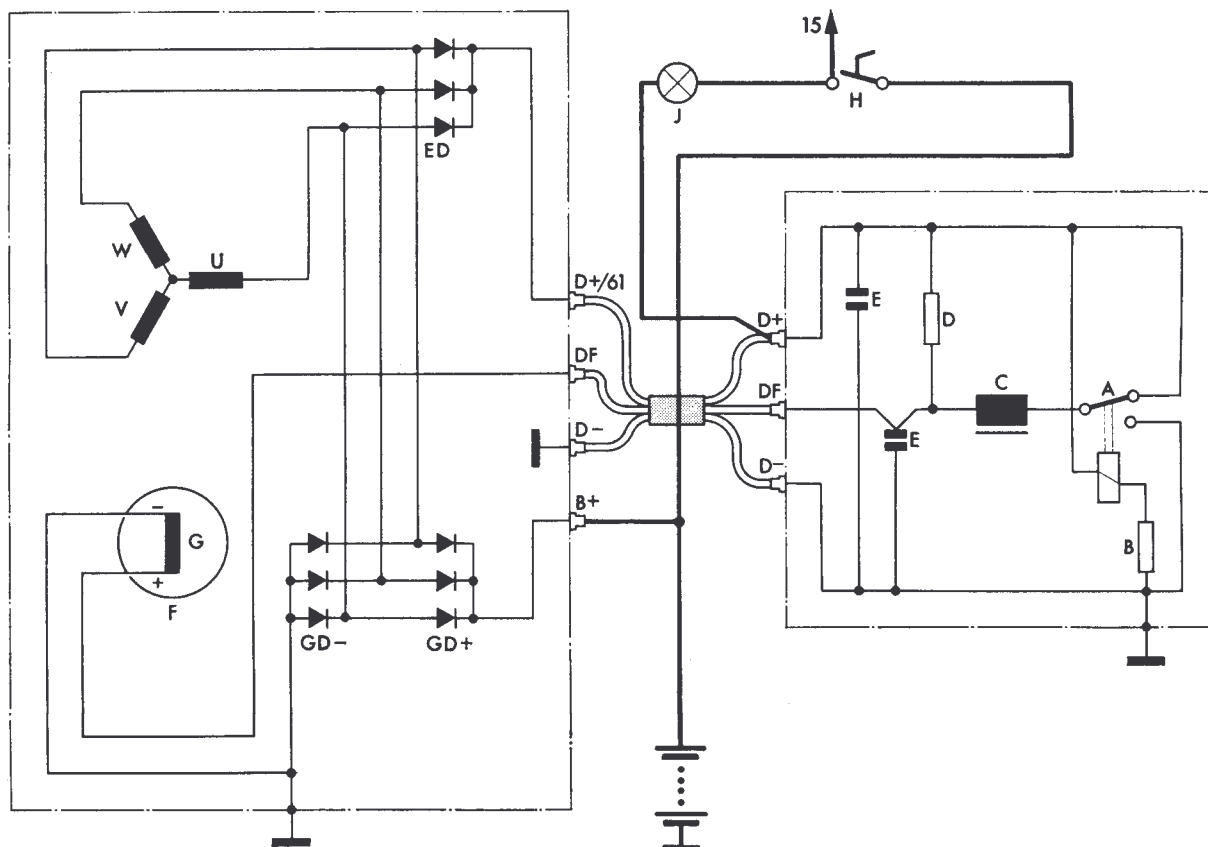 15
H
J
ED
W
U
V
D+/61
DF
D-
B+
D+
DF
D-
E
D
C
A
E
B
-
G
+
F
GD-
GD+